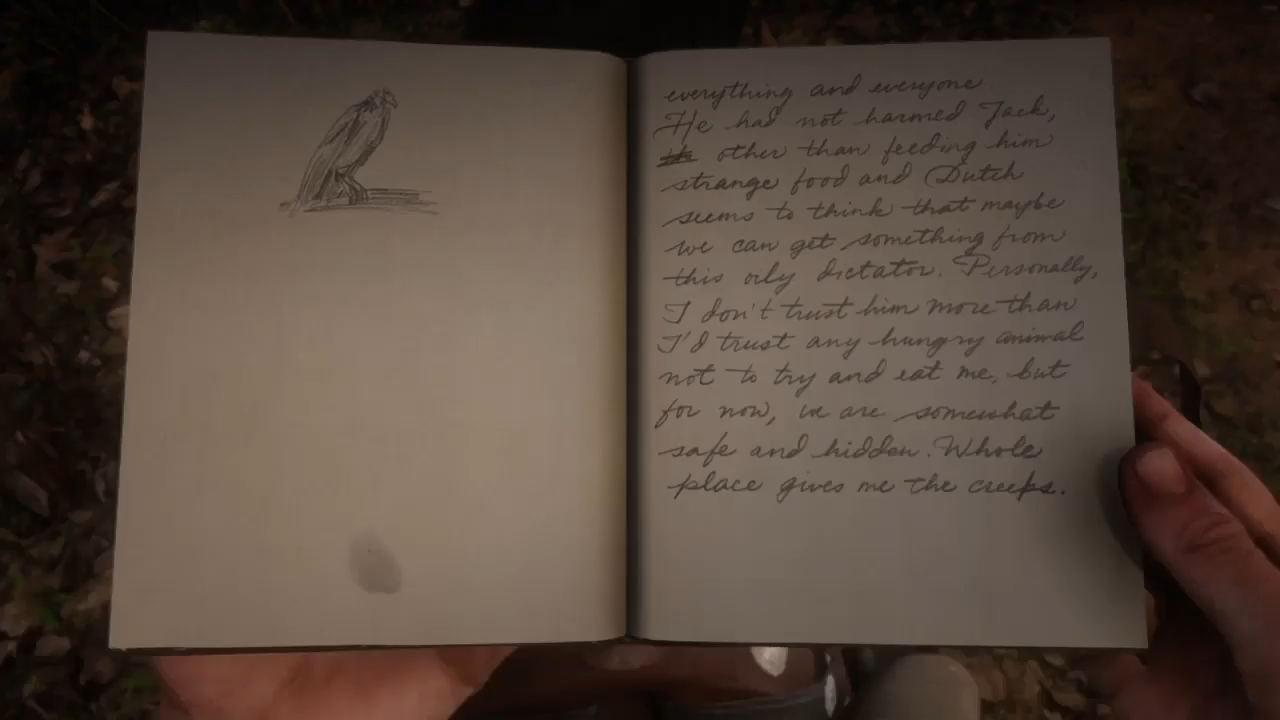 everything and everyone
He had not harmed Jack,
other than feeding him
strange food and Dutch
seems to think that maybe
we can get something from
this oily dictator. Personally,
I don't trust him more than
I'd trust any hungry animal
not to try and eat me, but
for now, we are somewhat
safe and hidden. Whole
place gives me the creeps.